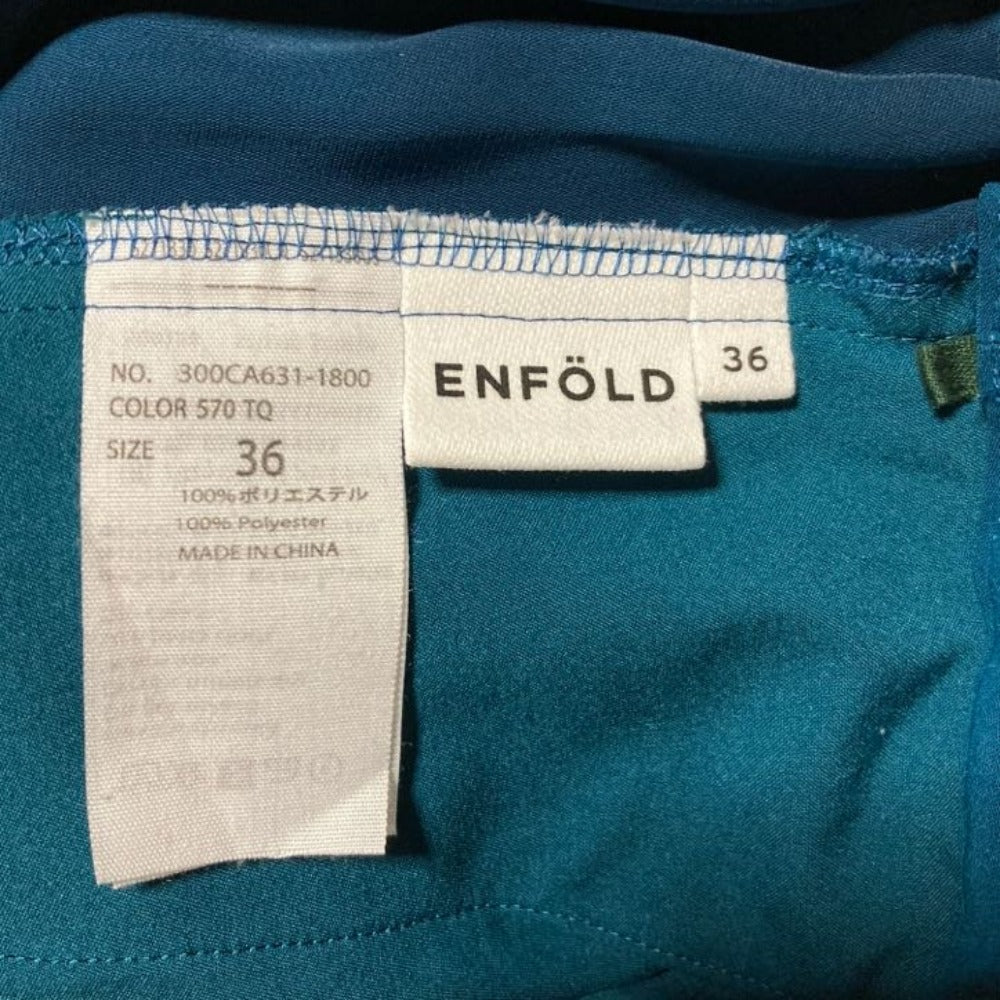 NO. 300CA631-1800
COLOR 570 TQ
SIZE 36
100%ポリエステル
100% Polyester
MADE IN CHINA
ENFÖLD
36